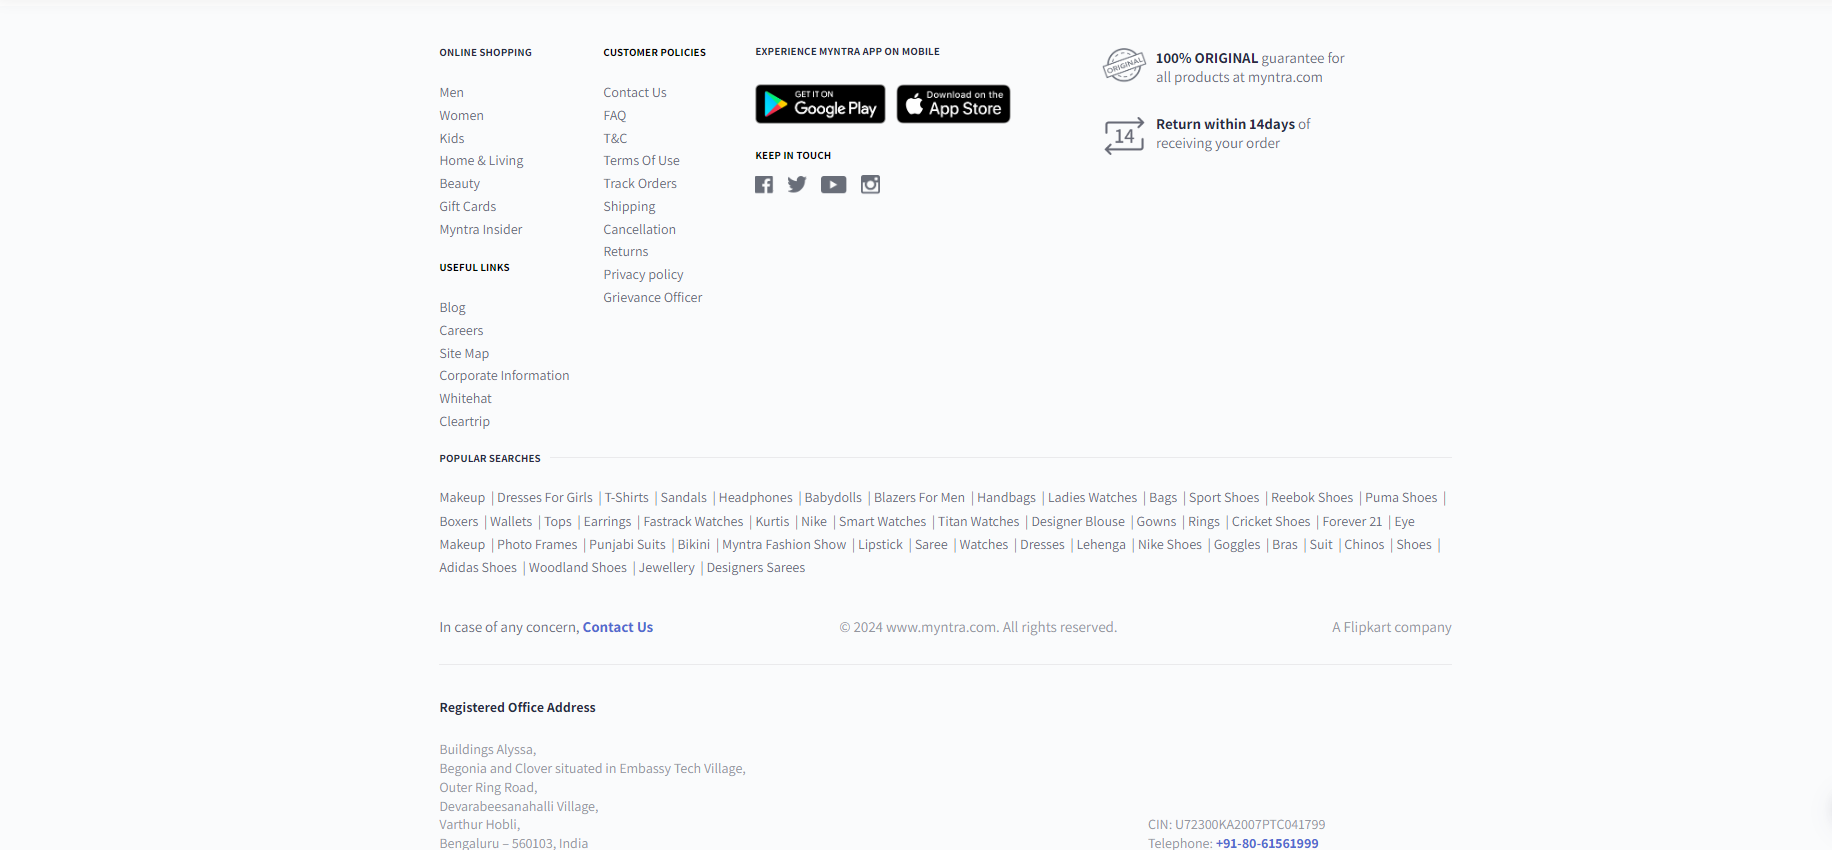 ONLINE SHOPPING
Men
Women
Kids
Home & Living
Beauty
Gift Cards
Myntra Insider
USEFUL LINKS
Blog
Careers
Site Map
Corporate Information
Whitehat
Cleartrip
CUSTOMER POLICIES
Contact Us
FAQ
T&C
Terms Of Use
Track Orders
Shipping
Cancellation
Returns
Privacy policy
Grievance Officer
EXPERIENCE MYNTRA APP ON MOBILE
GET IT ON
Google Play
Download on the
App Store
KEEP IN TOUCH
ORIGINAL
100% ORIGINAL guarantee for
all products at myntra.com
14
Return within 14days of
receiving your order
POPULAR SEARCHES
Makeup | Dresses For Girls | T-Shirts | Sandals | Headphones | Babydolls | Blazers For Men | Handbags | Ladies Watches | Bags | Sport Shoes | Reebok Shoes | Puma Shoes |
Boxers | Wallets | Tops | Earrings | Fastrack Watches | Kurtis | Nike | Smart Watches | Titan Watches | Designer Blouse | Gowns | Rings | Cricket Shoes | Forever 21 | Eye
Makeup | Photo Frames | Punjabi Suits | Bikini | Myntra Fashion Show | Lipstick | Saree | Watches | Dresses | Lehenga | Nike Shoes | Goggles | Bras | Suit | Chinos | Shoes |
Adidas Shoes | Woodland Shoes | Jewellery | Designers Sarees
In case of any concern, Contact Us
© 2024 www.myntra.com. All rights reserved.
A Flipkart company
Registered Office Address
Buildings Alyssa,
Begonia and Clover situated in Embassy Tech Village,
Outer Ring Road,
Devarabeesanahalli Village,
Varthur Hobli,
Bengaluru – 560103, India
CIN: U72300KA2007PTC041799
Telephone: +91-80-61561999